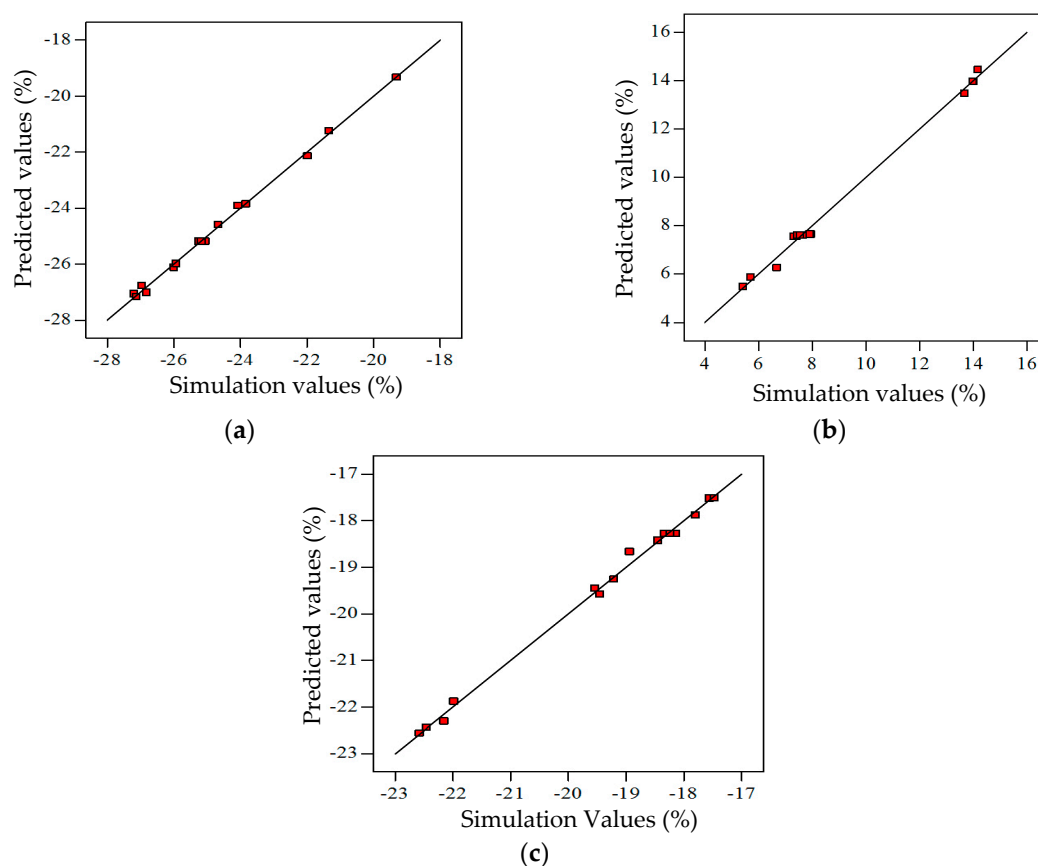 Predicted values (%)
-18
-20
-22
-24
-26
-28
-28 -26 -24 -22 -20 -18
Simulation values (%)
(a)
Predicted values (%)
16
14
12
10
8
6
4
4 6 8 10 12 14 16
Simulation values (%)
(b)
Predicted values (%)
-17
-18
-19
-20
-21
-22
-23
-23 -22 -21 -20 -19 -18 -17
Simulation Values (%)
(c)